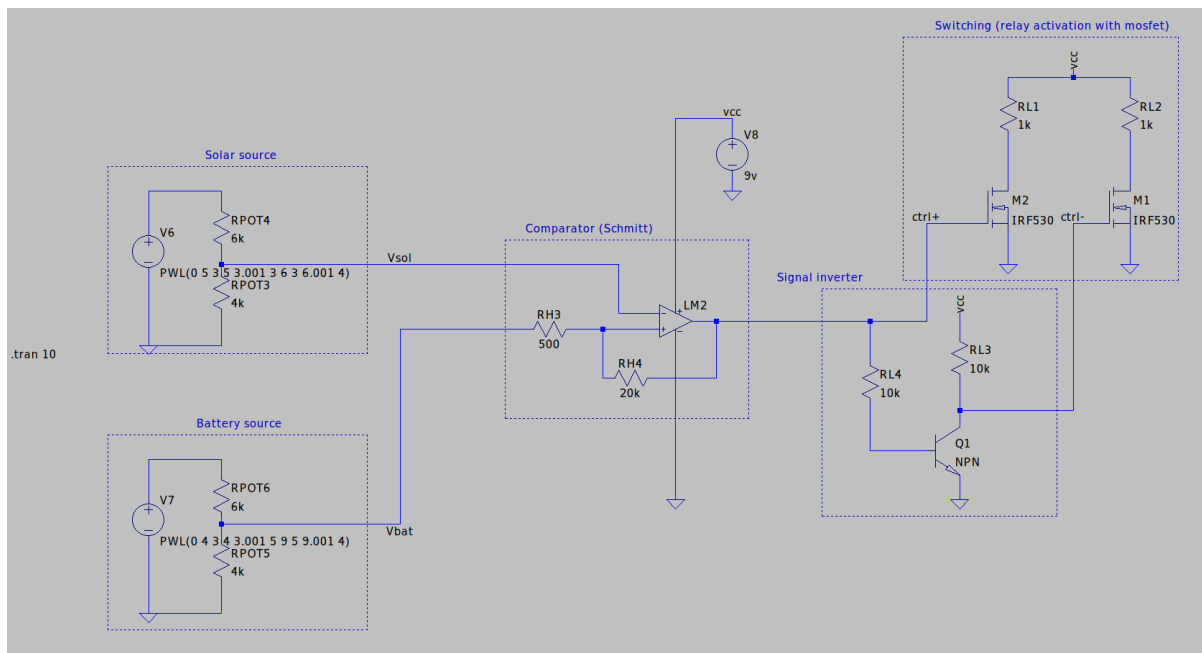 Switching (relay activation with mosfet)
vcc
RL1
1k
RL2
1k
M2
IRF530
M1
IRF530
ctrl+
ctrl-
vcc
V8
9v
Solar source
V6
RPOT4
6k
PWL(0 5 3 5 3.001 3 6 3 6.001 4)
RPOT3
4k
Vsol
Comparator (Schmitt)
LM2
RH3
500
RH4
20k
Signal inverter
vcc
RL3
10k
RL4
10k
Q1
NPN
.tran 10
Battery source
V7
RPOT6
6k
PWL(0 4 3 4 3.001 5 9 5 9.001 4)
RPOT5
4k
Vbat